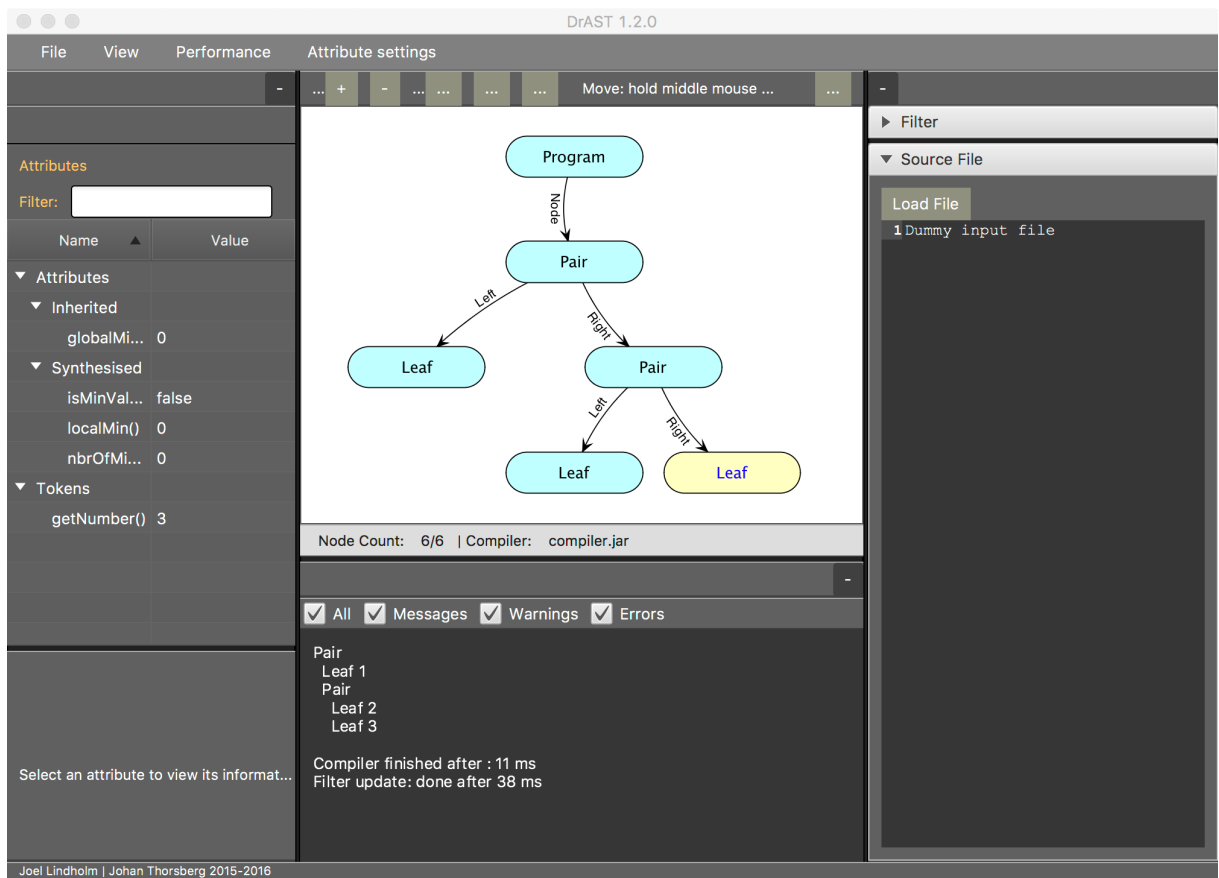 DrAST 1.2.0
File View Performance Attribute settings
-
... + - ... ... ... ... Move: hold middle mouse ... ...
-
Attributes
Filter:
Name Value
Attributes
Inherited
globalMi... 0
Synthesised
isMinVal... false
localMin() 0
nbrOfMi... 0
Tokens
getNumber() 3
Select an attribute to view its informat...
Program
Node
Pair
Left
Right
Leaf
Pair
Left
Right
Leaf
Leaf
Node Count: 6/6 | Compiler: compiler.jar
-
All Messages Warnings Errors
Pair
Leaf 1
Pair
Leaf 2
Leaf 3
Compiler finished after : 11 ms
Filter update: done after 38 ms
Filter
Source File
Load File
1 Dummy input file
Joel Lindholm | Johan Thorsberg 2015-2016